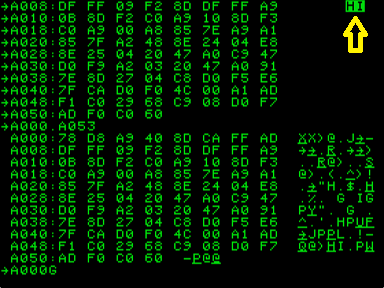 →A008:DF FF 09 F2 8D DF FF A9 HI
→A010:0B 8D F2 C0 A9 10 8D F3
→A018:C0 A9 00 A8 85 7E A9 A1
→A020:85 7F A2 48 8E 24 04 E8
→A028:8E 25 04 20 47 A0 C9 47
→A030:D0 F9 A2 03 20 47 A0 91
→A038:7E 8D 27 04 C8 D0 F5 E6
→A040:7F CA D0 F0 4C 00 A1 AD
→A048:F1 C0 29 68 C9 08 D0 F7
→A050:AD F0 C0 60
→A000.A053
A000:78 D8 A9 40 8D CA FF AD XX)@.J→-
A008:DF FF 09 F2 8D DF FF A9 →→.R.→→)
A010:0B 8D F2 C0 A9 10 8D F3 ..R@)..S
A018:C0 A9 00 A8 85 7E A9 A1 @).(.^)!
A020:85 7F A2 48 8E 24 04 E8 .→"H.$.H
A028:8E 25 04 20 47 A0 C9 47 .%. G IG
A030:D0 F9 A2 03 20 47 A0 91 PY". G .
A038:7E 8D 27 04 C8 D0 F5 E6 ^.'.HPUF
A040:7F CA D0 F0 4C 00 A1 AD →JPPL.!-
A048:F1 C0 29 68 C9 08 D0 F7 Q@)HI.PW
A050:AD F0 C0 60 -P@@
→A000G